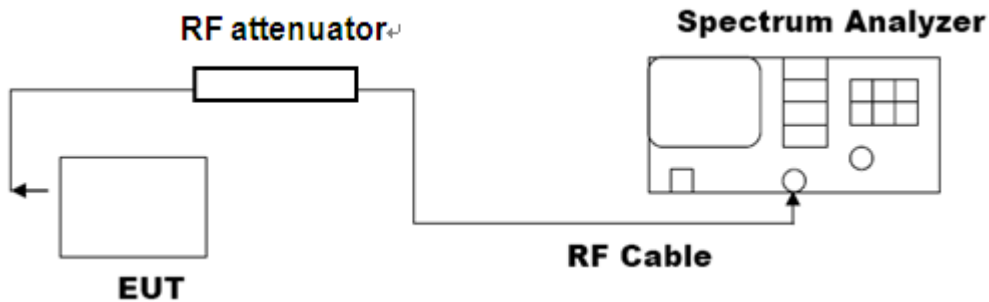 Spectrum Analyzer
RF attenuator↵
RF Cable
EUT